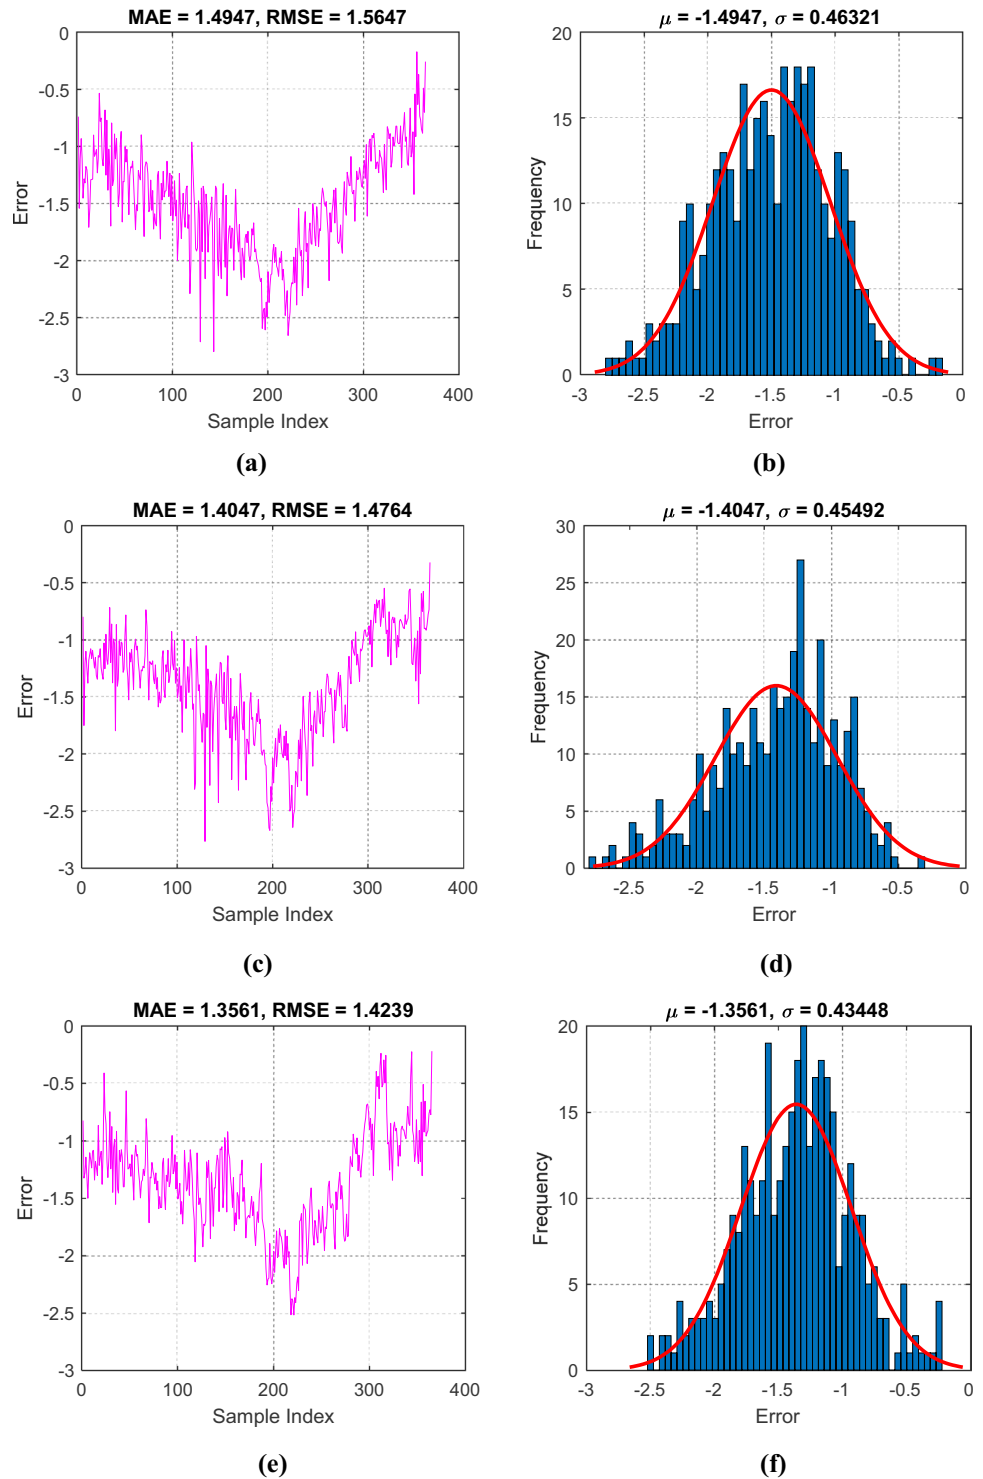 MAE = 1.4947, RMSE = 1.5647
0
-0.5
-1
-1.5
-2
-2.5
-3
Error
0 100 200 300 400
Sample Index
(a)
μ = -1.4947, σ = 0.46321
20
15
10
5
0
Frequency
-3 -2.5 -2 -1.5 -1 -0.5 0
Error
(b)
MAE = 1.4047, RMSE = 1.4764
0
-0.5
-1
-1.5
-2
-2.5
-3
Error
0 100 200 300 400
Sample Index
(c)
μ = -1.4047, σ = 0.45492
30
25
20
15
10
5
0
Frequency
-2.5 -2 -1.5 -1 -0.5 0
Error
(d)
MAE = 1.3561, RMSE = 1.4239
0
-0.5
-1
-1.5
-2
-2.5
-3
Error
0 100 200 300 400
Sample Index
(e)
μ = -1.3561, σ = 0.43448
20
15
10
5
0
Frequency
-3 -2.5 -2 -1.5 -1 -0.5 0
Error
(f)